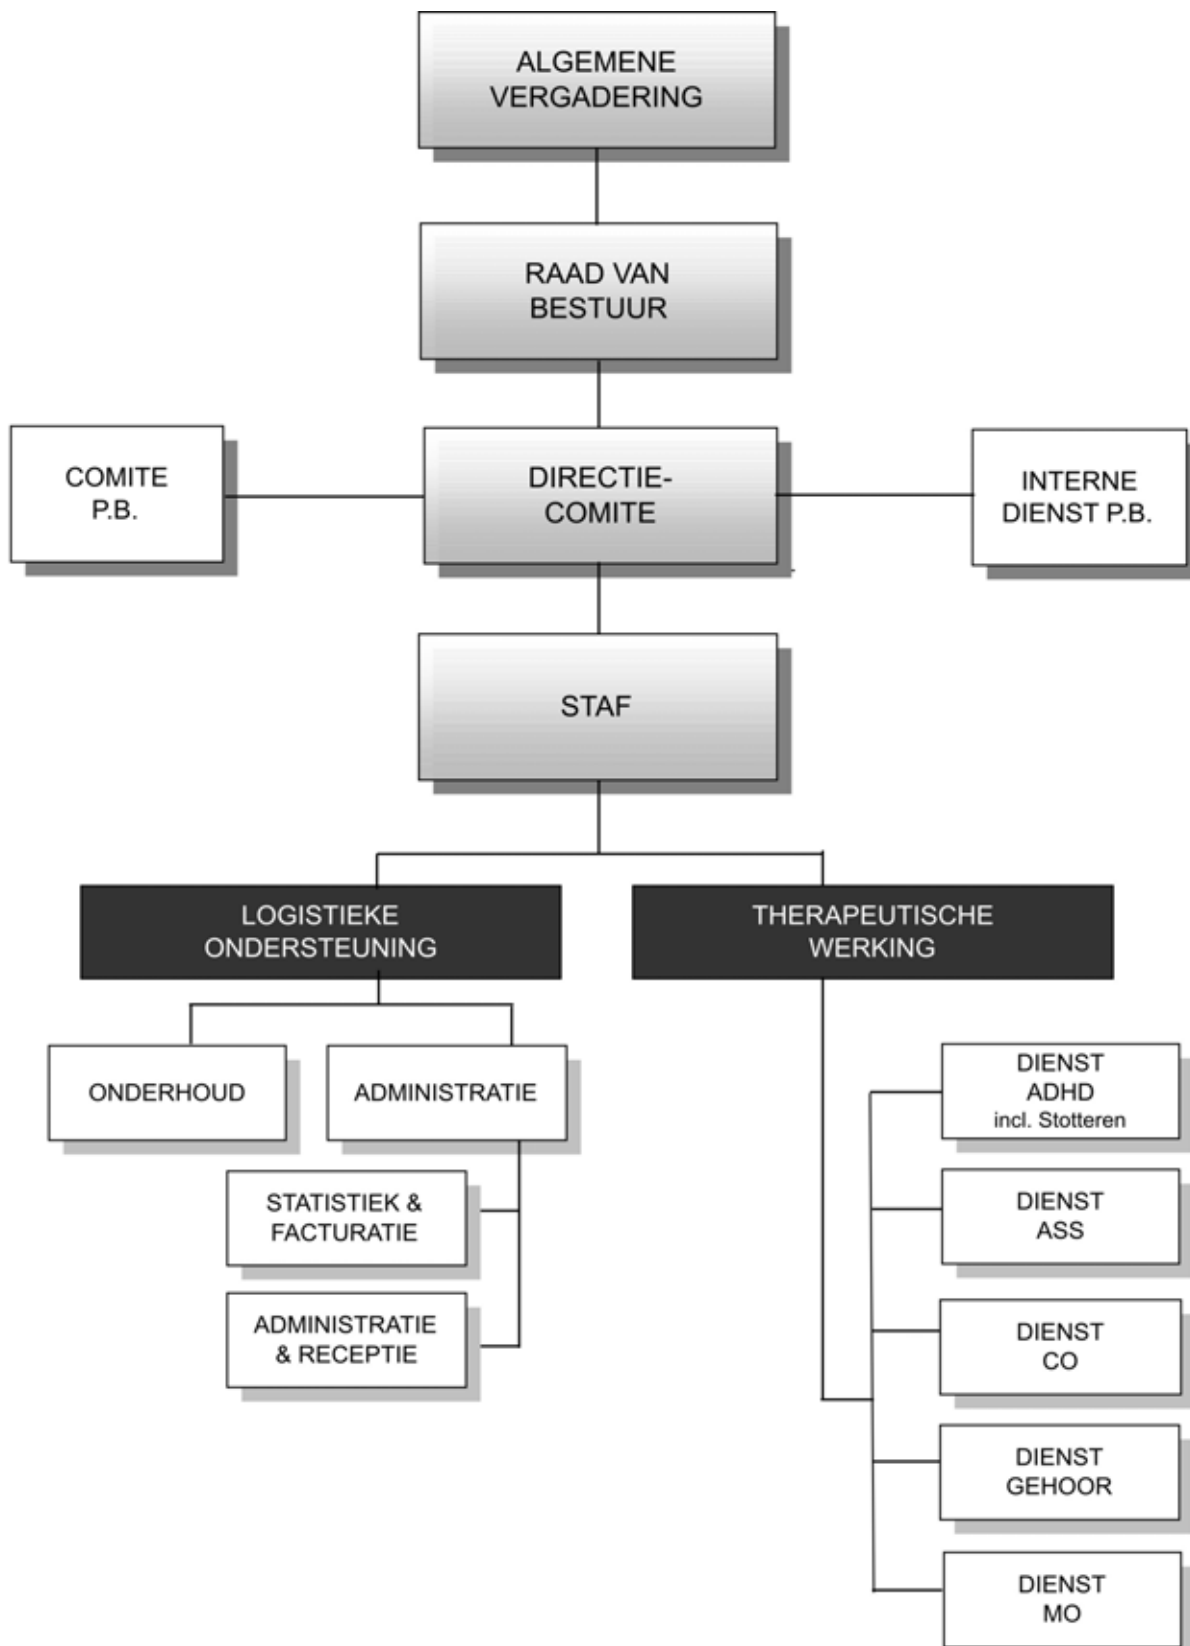 ALGEMENE
VERGADERING
RAAD VAN
BESTUUR
COMITE
P.B.
DIRECTIE-
COMITE
INTERNE
DIENST P.B.
STAF
LOGISTIEKE
ONDERSTEUNING
THERAPEUTISCHE
WERKING
ONDERHOUD
ADMINISTRATIE
STATISTIEK &
FACTURATIE
ADMINISTRATIE
& RECEPTIE
DIENST
ADHD
incl. Stotteren
DIENST
ASS
DIENST
CO
DIENST
GEHOOR
DIENST
MO